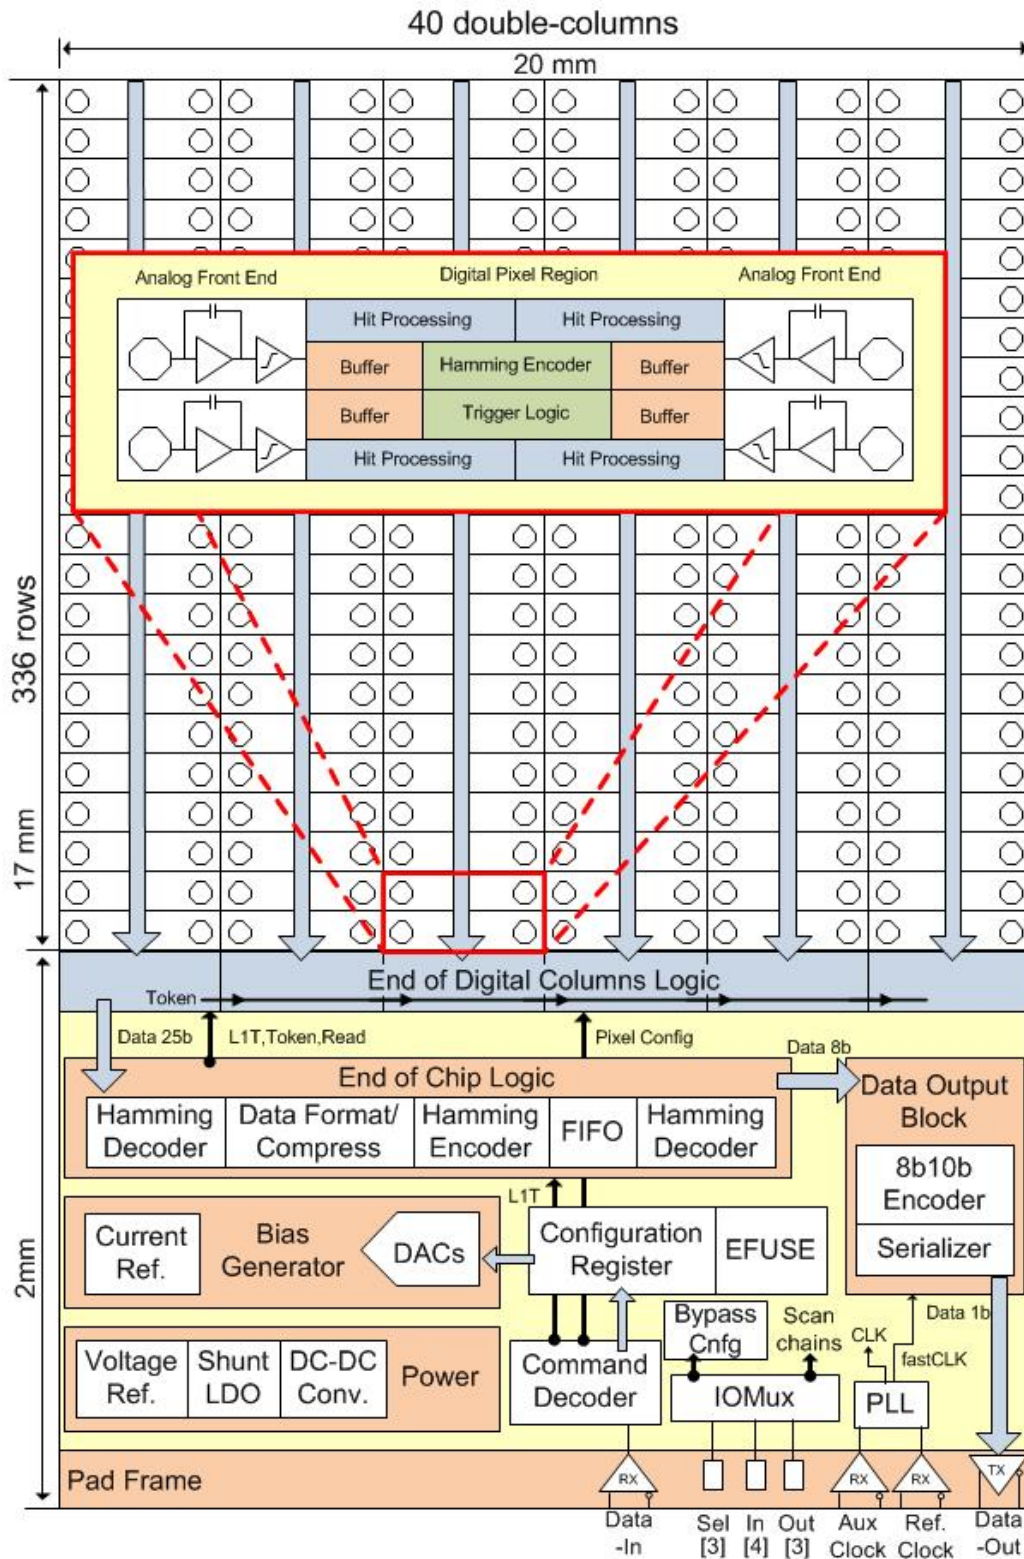 40 double-columns
20 mm
336 rows
17 mm
Analog Front End
Digital Pixel Region
Analog Front End
Hit Processing
Hit Processing
Buffer
Hamming Encoder
Buffer
Buffer
Trigger Logic
Buffer
Hit Processing
Hit Processing
2mm
End of Digital Columns Logic
Token
Data 25b
L1T,Token,Read
Pixel Config
Data 8b
End of Chip Logic
Hamming
Decoder
Data Format/
Compress
Hamming
Encoder
FIFO
Hamming
Decoder
Data Output
Block
8b10b
Encoder
Serializer
L1T
Current
Ref.
Bias
Generator
DACs
Configuration
Register
EFUSE
Data 1b
Bypass
Cnfg
Scan
chains
CLK
fastCLK
Voltage
Ref.
Shunt
LDO
DC-DC
Conv.
Power
Command
Decoder
IOMux
PLL
Pad Frame
RX
RX
RX
TX
Data
-In
Sel
[3]
In
[4]
Out
[3]
Aux
Clock
Ref.
Clock
Data
-Out